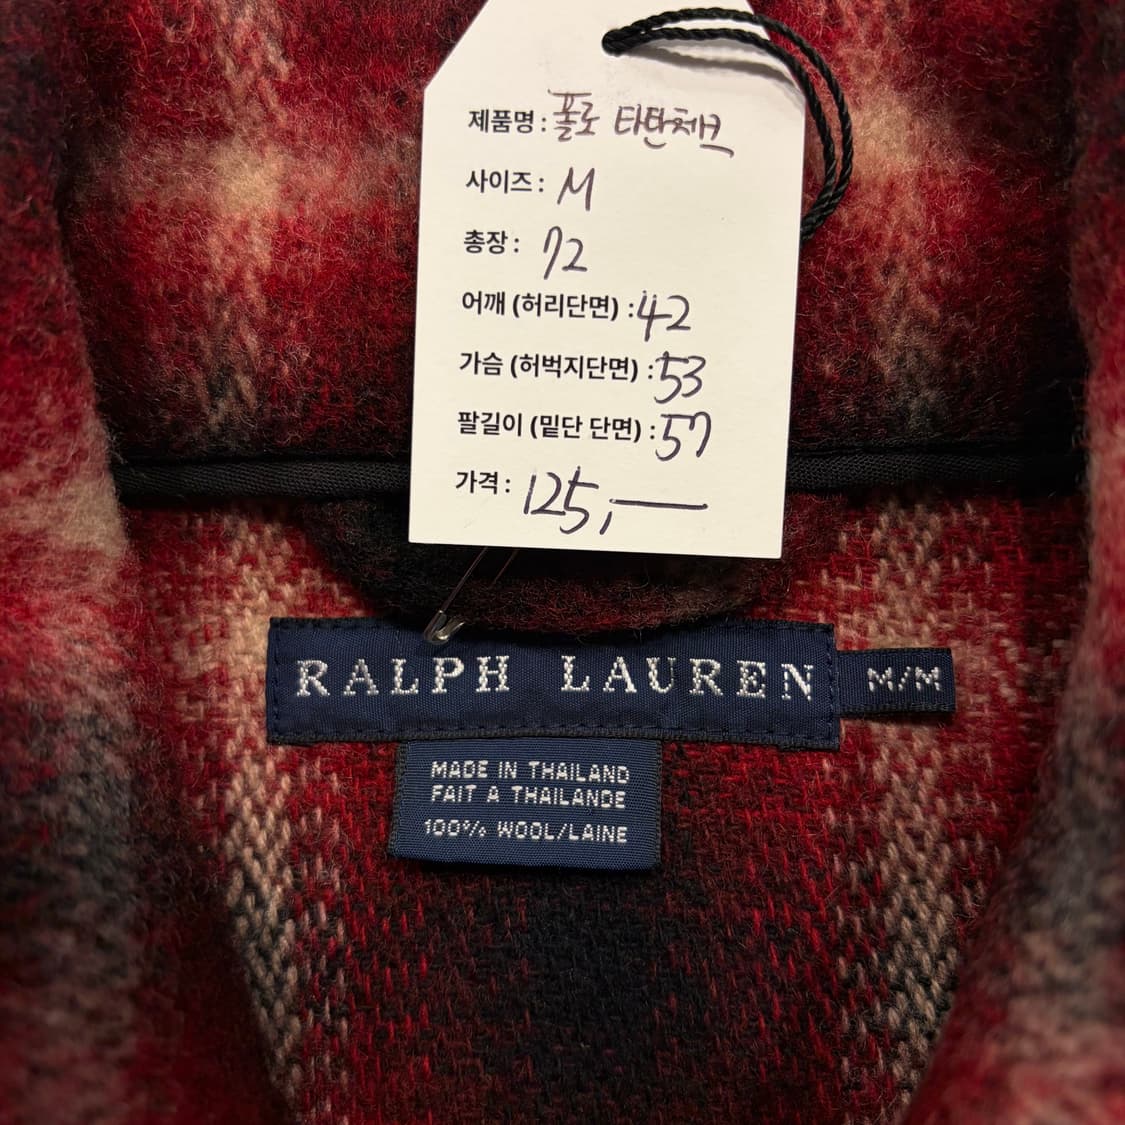 제품명 : 폴로 타탄체크
사이즈 : M
총장 : 72
어깨 (허리단면) : 42
가슴 (허벅지단면) : 53
팔길이 (밑단 단면) : 57
가격 : 125,—
RALPH LAUREN M/M
MADE IN THAILAND
FAIT A THAILANDE
100% WOOL/LAINE